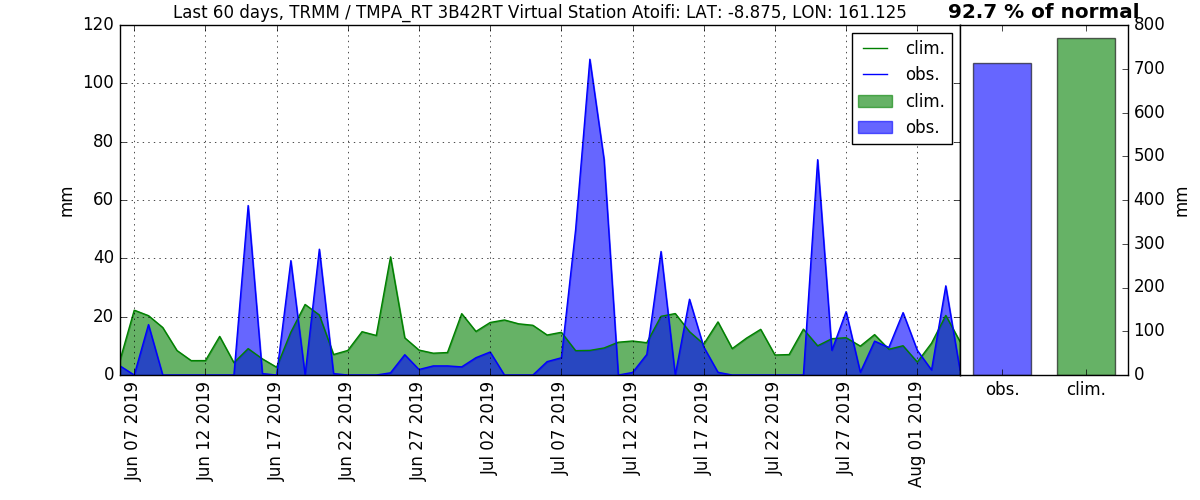 Last 60 days, TRMM / TMPA_RT 3B42RT Virtual Station Atoifi: LAT: -8.875, LON: 161.125
92.7 % of normal
120
100
80
60
40
20
0
mm
clim.
obs.
clim.
obs.
800
700
600
500
400
300
200
100
0
mm
Jun 07 2019
Jun 12 2019
Jun 17 2019
Jun 22 2019
Jun 27 2019
Jul 02 2019
Jul 07 2019
Jul 12 2019
Jul 17 2019
Jul 22 2019
Jul 27 2019
Aug 01 2019
obs.
clim.